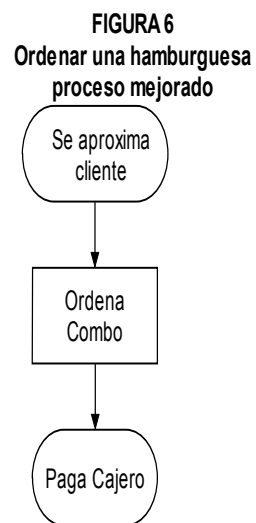 FIGURA 6
Ordenar una hamburguesa
proceso mejorado
Se aproxima
cliente
Ordena
Combo
Paga Cajero